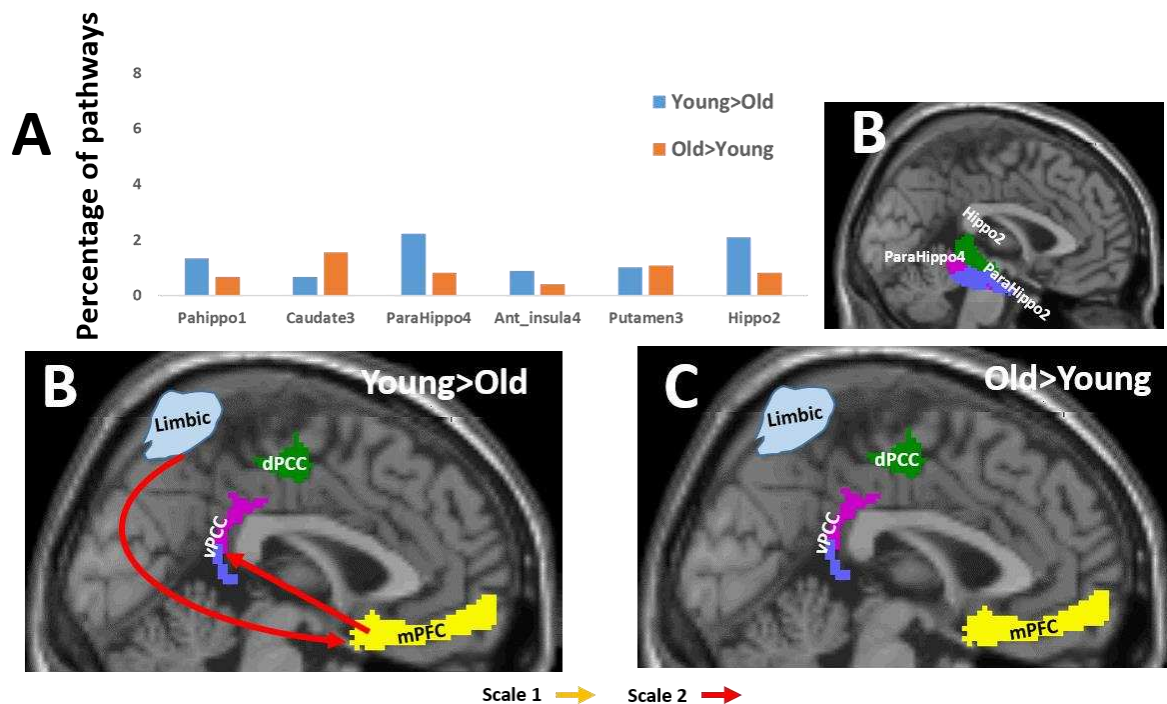 A
Percentage of pathways
8
6
4
2
0
Young>Old
Old>Young
Pahippo1 Caudate3 ParaHippo4 Ant_insula4 Putamen3 Hippo2
B
Hippo2
ParaHippo4
ParaHippo2
B
Young>Old
Limbic
dPCC
vPCC
mPFC
C
Old>Young
Limbic
dPCC
vPCC
mPFC
Scale 1 Scale 2